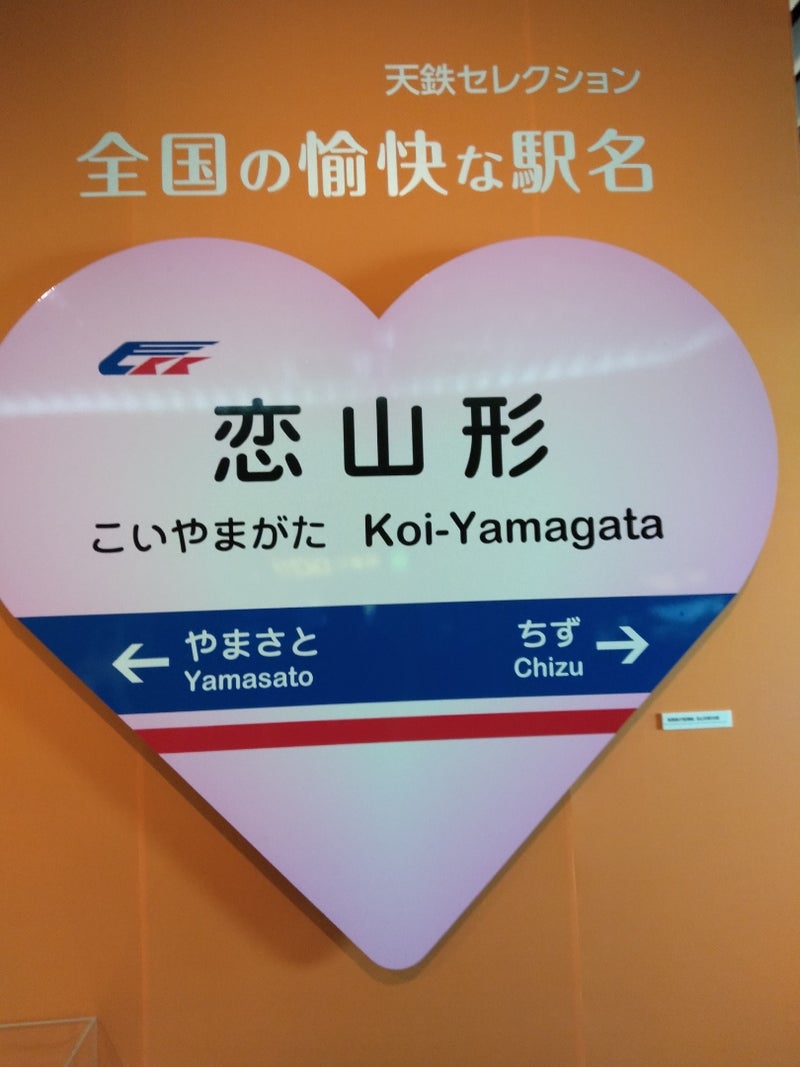 天鉄セレクション
全国の愉快な駅名
恋山形
こいやまがた Koi-Yamagata
← やまさと ちず →
Yamasato Chizu